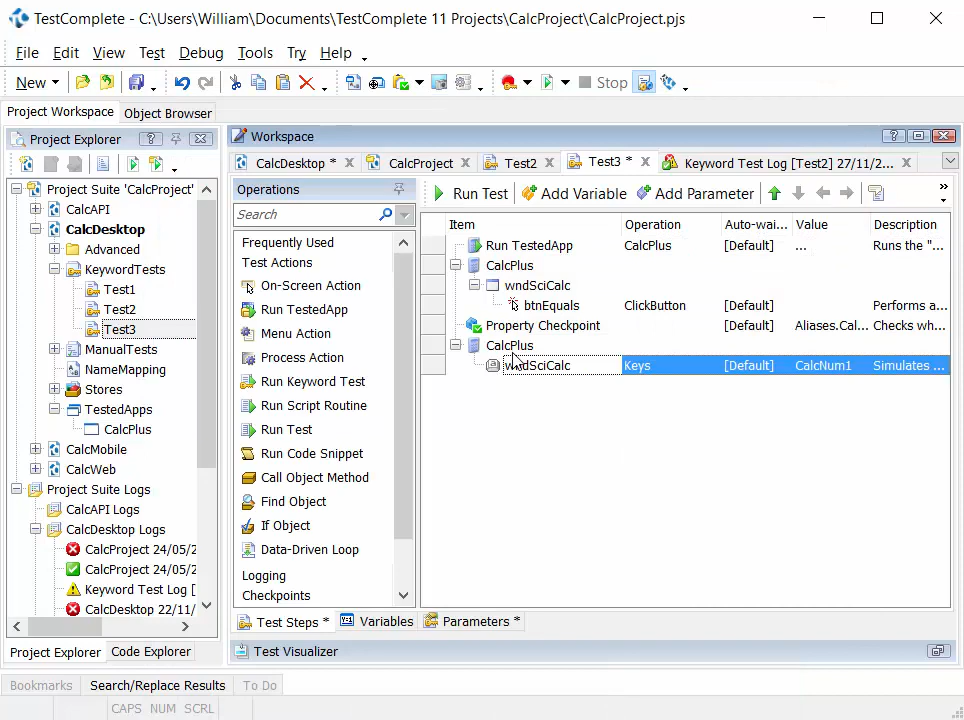 TestComplete - C:\Users\William\Documents\TestComplete 11 Projects\CalcProject\CalcProject.pjs
File Edit View Test Debug Tools Try Help
New Stop
Project Workspace Object Browser
Project Explorer
Project Suite 'CalcProject'
CalcAPI
CalcDesktop
Advanced
KeywordTests
Test1
Test2
Test3
ManualTests
NameMapping
Stores
TestedApps
CalcPlus
CalcMobile
CalcWeb
Project Suite Logs
CalcAPI Logs
CalcDesktop Logs
CalcProject 24/05/2
CalcProject 24/05/2
Keyword Test Log [
CalcDesktop 22/11/
Project Explorer Code Explorer
Workspace
CalcDesktop * CalcProject Test2 Test3 * Keyword Test Log [Test2] 27/11/2...
Operations
Search
Frequently Used
Test Actions
On-Screen Action
Run TestedApp
Menu Action
Process Action
Run Keyword Test
Run Script Routine
Run Test
Run Code Snippet
Call Object Method
Find Object
If Object
Data-Driven Loop
Logging
Checkpoints
Run Test Add Variable Add Parameter
Item Operation Auto-wai... Value Description
Run TestedApp CalcPlus [Default] ... Runs the "...
CalcPlus
wndSciCalc
btnEquals ClickButton [Default] Performs a...
Property Checkpoint [Default] Aliases.Cal... Checks wh...
CalcPlus
wndSciCalc Keys [Default] CalcNum1 Simulates ...
Test Steps * Variables Parameters *
Test Visualizer
Bookmarks Search/Replace Results To Do
CAPS NUM SCRL